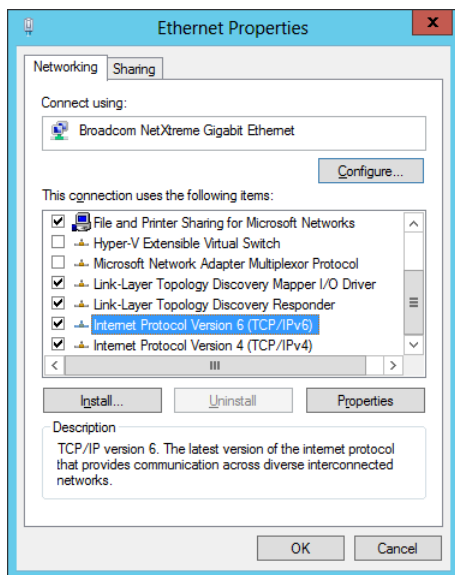 Ethernet Properties
x
Networking Sharing
Connect using:
Broadcom NetXtreme Gigabit Ethernet
Configure...
This connection uses the following items:
File and Printer Sharing for Microsoft Networks
Hyper-V Extensible Virtual Switch
Microsoft Network Adapter Multiplexor Protocol
Link-Layer Topology Discovery Mapper I/O Driver
Link-Layer Topology Discovery Responder
Internet Protocol Version 6 (TCP/IPv6)
Internet Protocol Version 4 (TCP/IPv4)
Install... Uninstall Properties
Description
TCP/IP version 6. The latest version of the internet protocol
that provides communication across diverse interconnected
networks.
OK Cancel